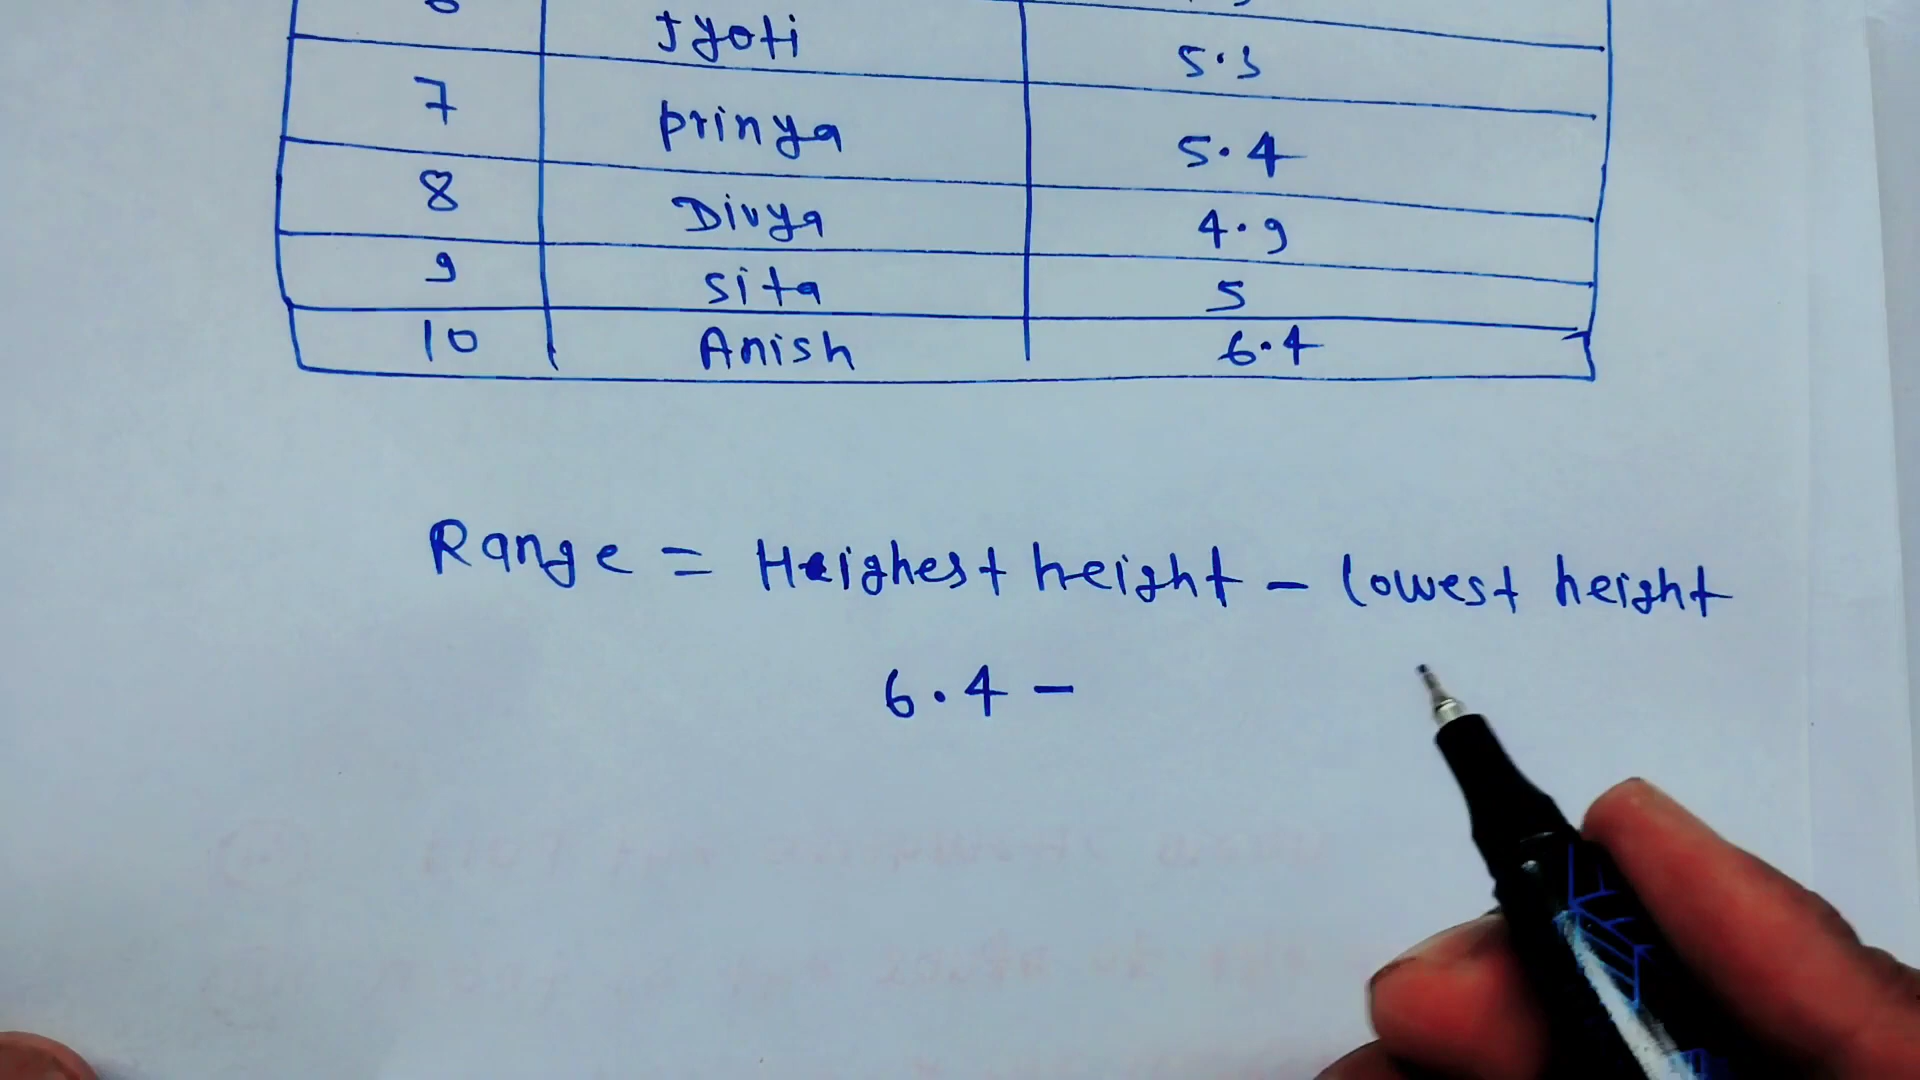 Jyoti 5.3
7 prinya 5.4
8 Divya 4.9
9 sita 5
10 Anish 6.4
Range = Heighest height - lowest height
6.4 -